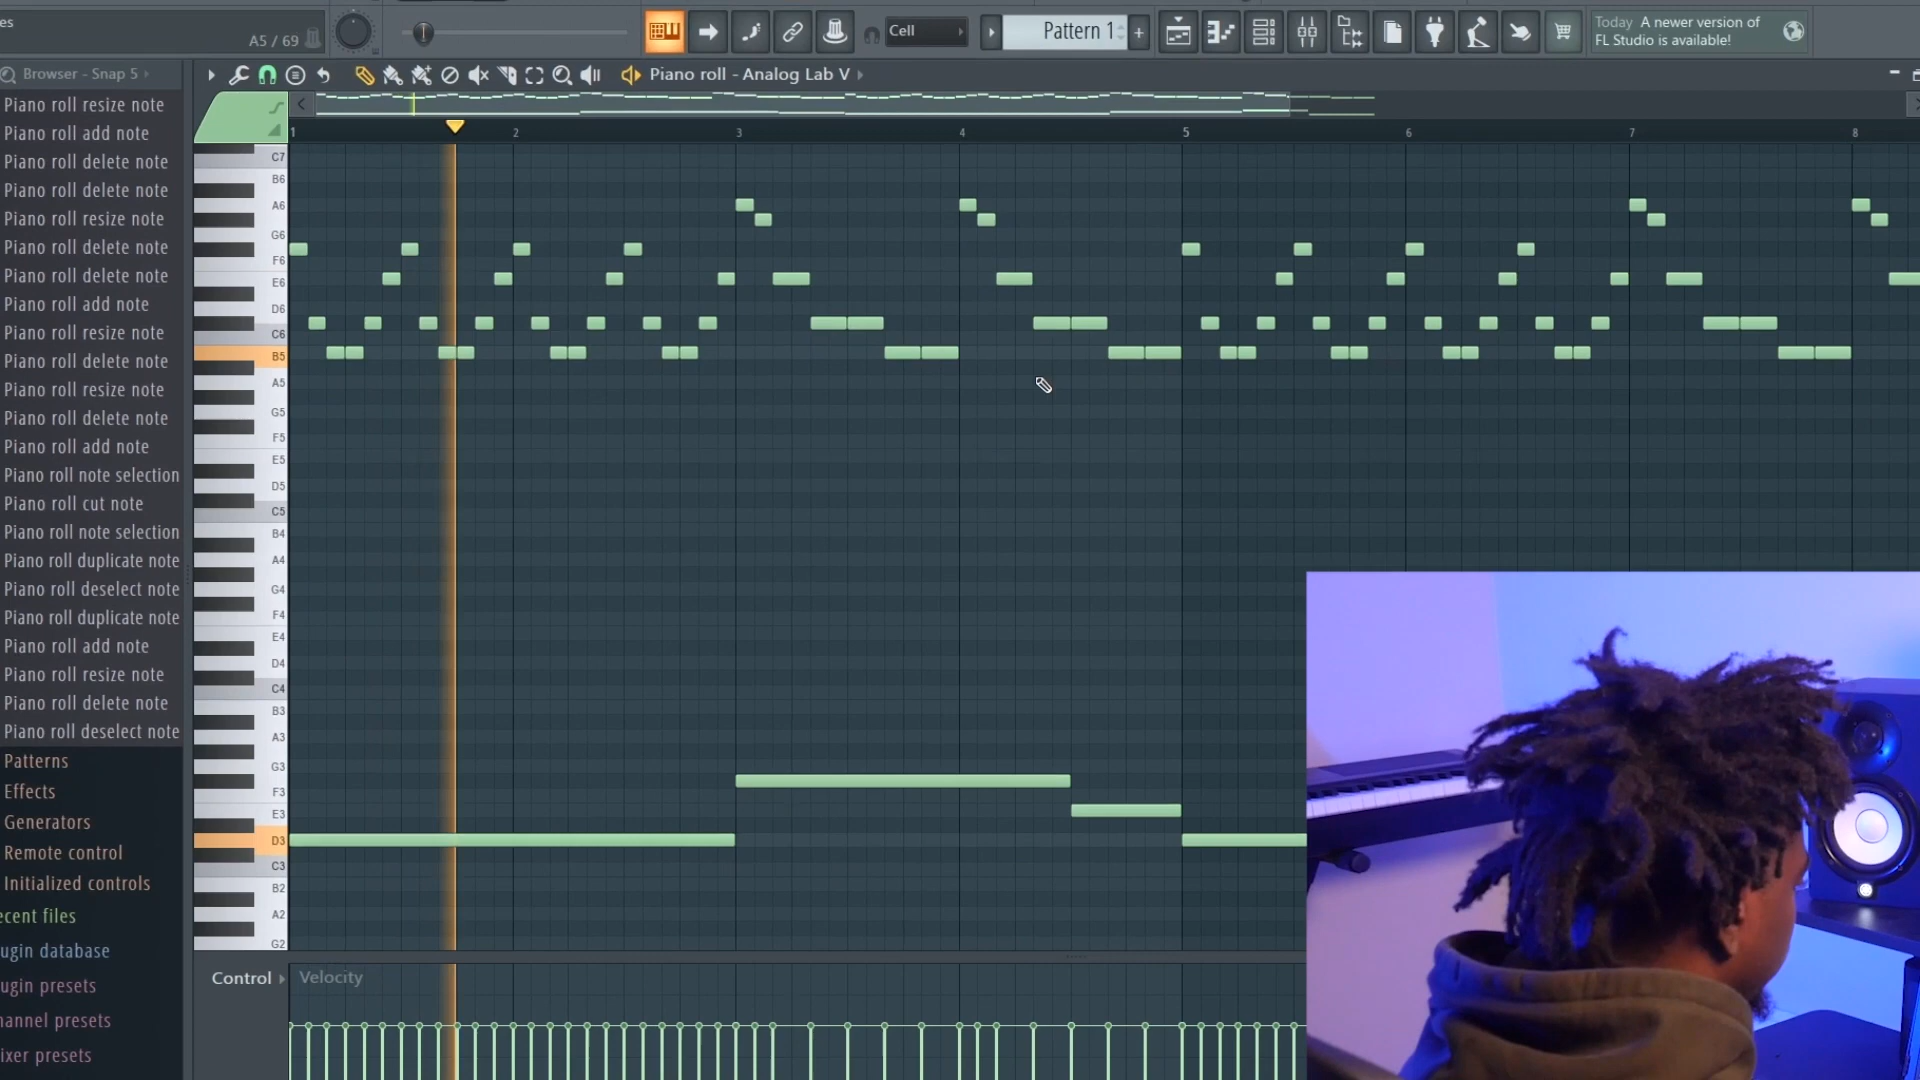 es
A5 / 69
Cell
Pattern 1
+
Today A newer version of
FL Studio is available!
Browser - Snap 5
Piano roll - Analog Lab V
Piano roll resize note
Piano roll add note
Piano roll delete note
Piano roll delete note
Piano roll resize note
Piano roll delete note
Piano roll delete note
Piano roll add note
Piano roll resize note
Piano roll delete note
Piano roll resize note
Piano roll delete note
Piano roll add note
Piano roll note selection
Piano roll cut note
Piano roll note selection
Piano roll duplicate note
Piano roll deselect note
Piano roll duplicate note
Piano roll add note
Piano roll resize note
Piano roll delete note
Piano roll deselect note
Patterns
Effects
Generators
Remote control
Initialized controls
ecent files
ugin database
ugin presets
hannel presets
ixer presets
1 2 3 4 5 6 7 8
C7
B6
A6
G6
F6
E6
D6
C6
B5
A5
G5
F5
E5
D5
C5
B4
A4
G4
F4
E4
D4
C4
B3
A3
G3
F3
E3
D3
C3
B2
A2
G2
Control
Velocity